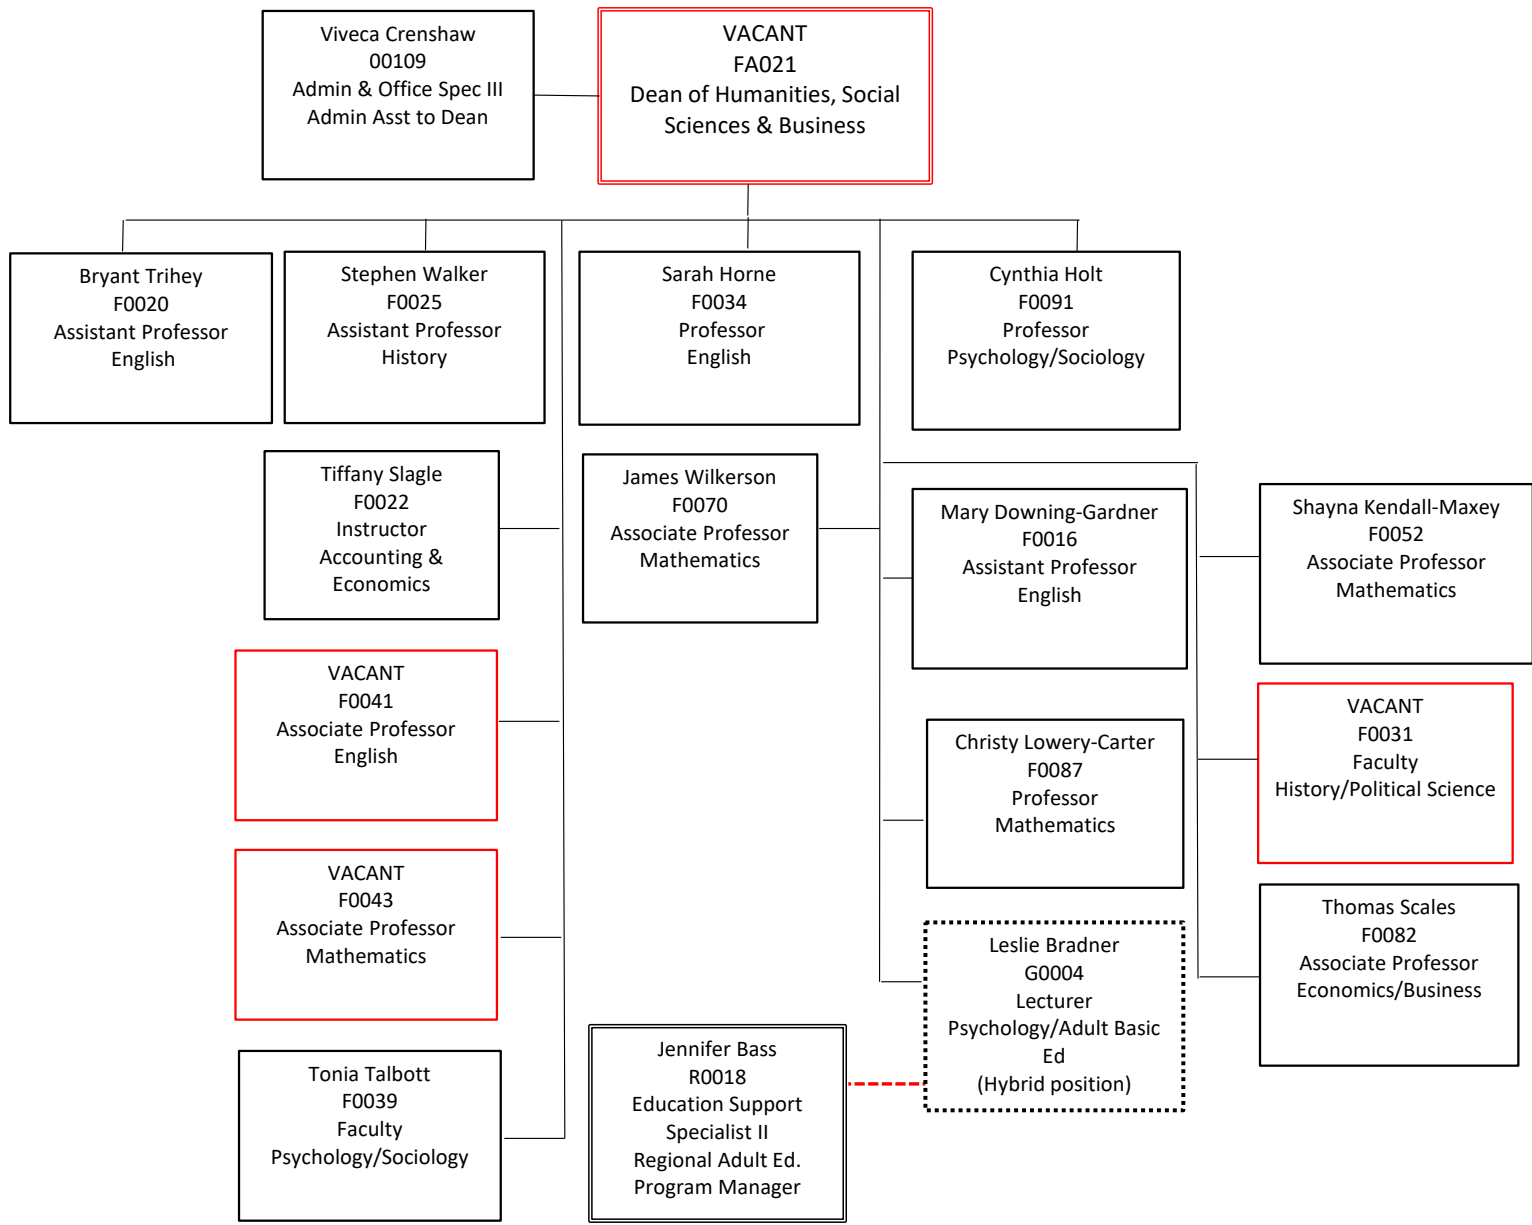 Viveca Crenshaw
00109
Admin & Office Spec III
Admin Asst to Dean
VACANT
FA021
Dean of Humanities, Social
Sciences & Business
Bryant Trihey
F0020
Assistant Professor
English
Stephen Walker
F0025
Assistant Professor
History
Sarah Horne
F0034
Professor
English
Cynthia Holt
F0091
Professor
Psychology/Sociology
Tiffany Slagle
F0022
Instructor
Accounting &
Economics
James Wilkerson
F0070
Associate Professor
Mathematics
Mary Downing-Gardner
F0016
Assistant Professor
English
Shayna Kendall-Maxey
F0052
Associate Professor
Mathematics
VACANT
F0041
Associate Professor
English
Christy Lowery-Carter
F0087
Professor
Mathematics
VACANT
F0031
Faculty
History/Political Science
VACANT
F0043
Associate Professor
Mathematics
Thomas Scales
F0082
Associate Professor
Economics/Business
Leslie Bradner
G0004
Lecturer
Psychology/Adult Basic
Ed
(Hybrid position)
Jennifer Bass
R0018
Education Support
Specialist II
Regional Adult Ed.
Program Manager
Tonia Talbott
F0039
Faculty
Psychology/Sociology